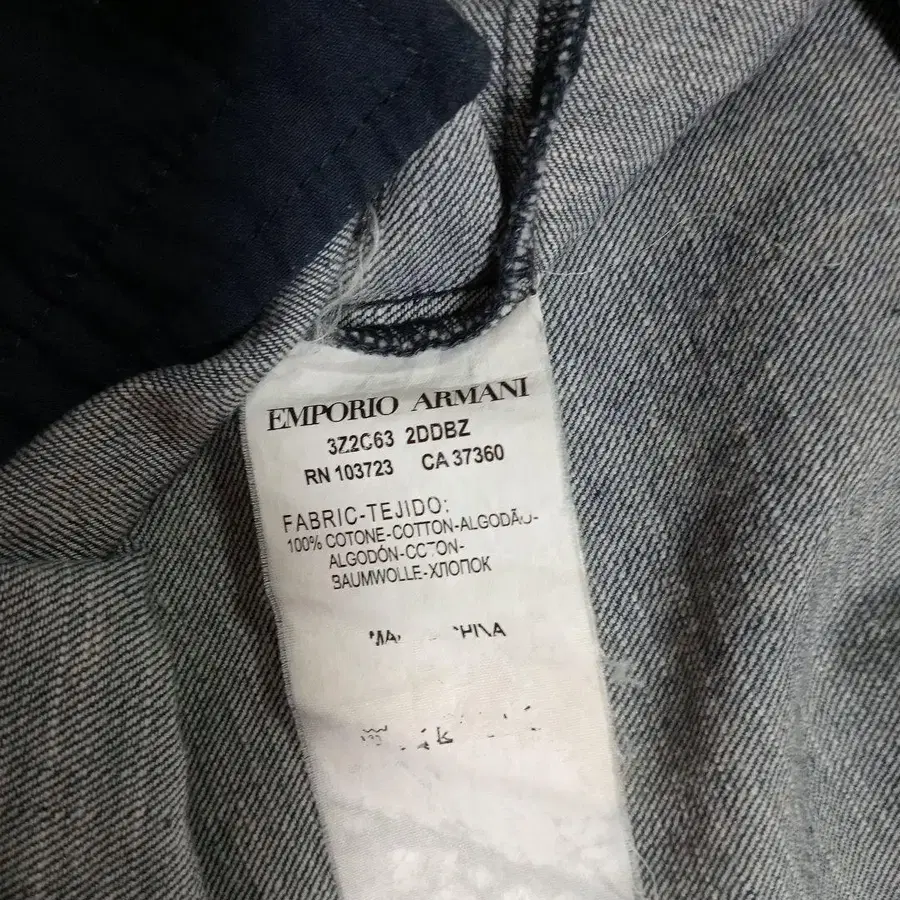 EMPORIO ARMANI
3Z2C63 2DDBZ
RN 103723 CA 37360
FABRIC-TEJIDO:
100% COTONE-COTTON-ALGODÃO-
ALGODÓN-COTON-
BAUMWOLLE-ХЛОПОК